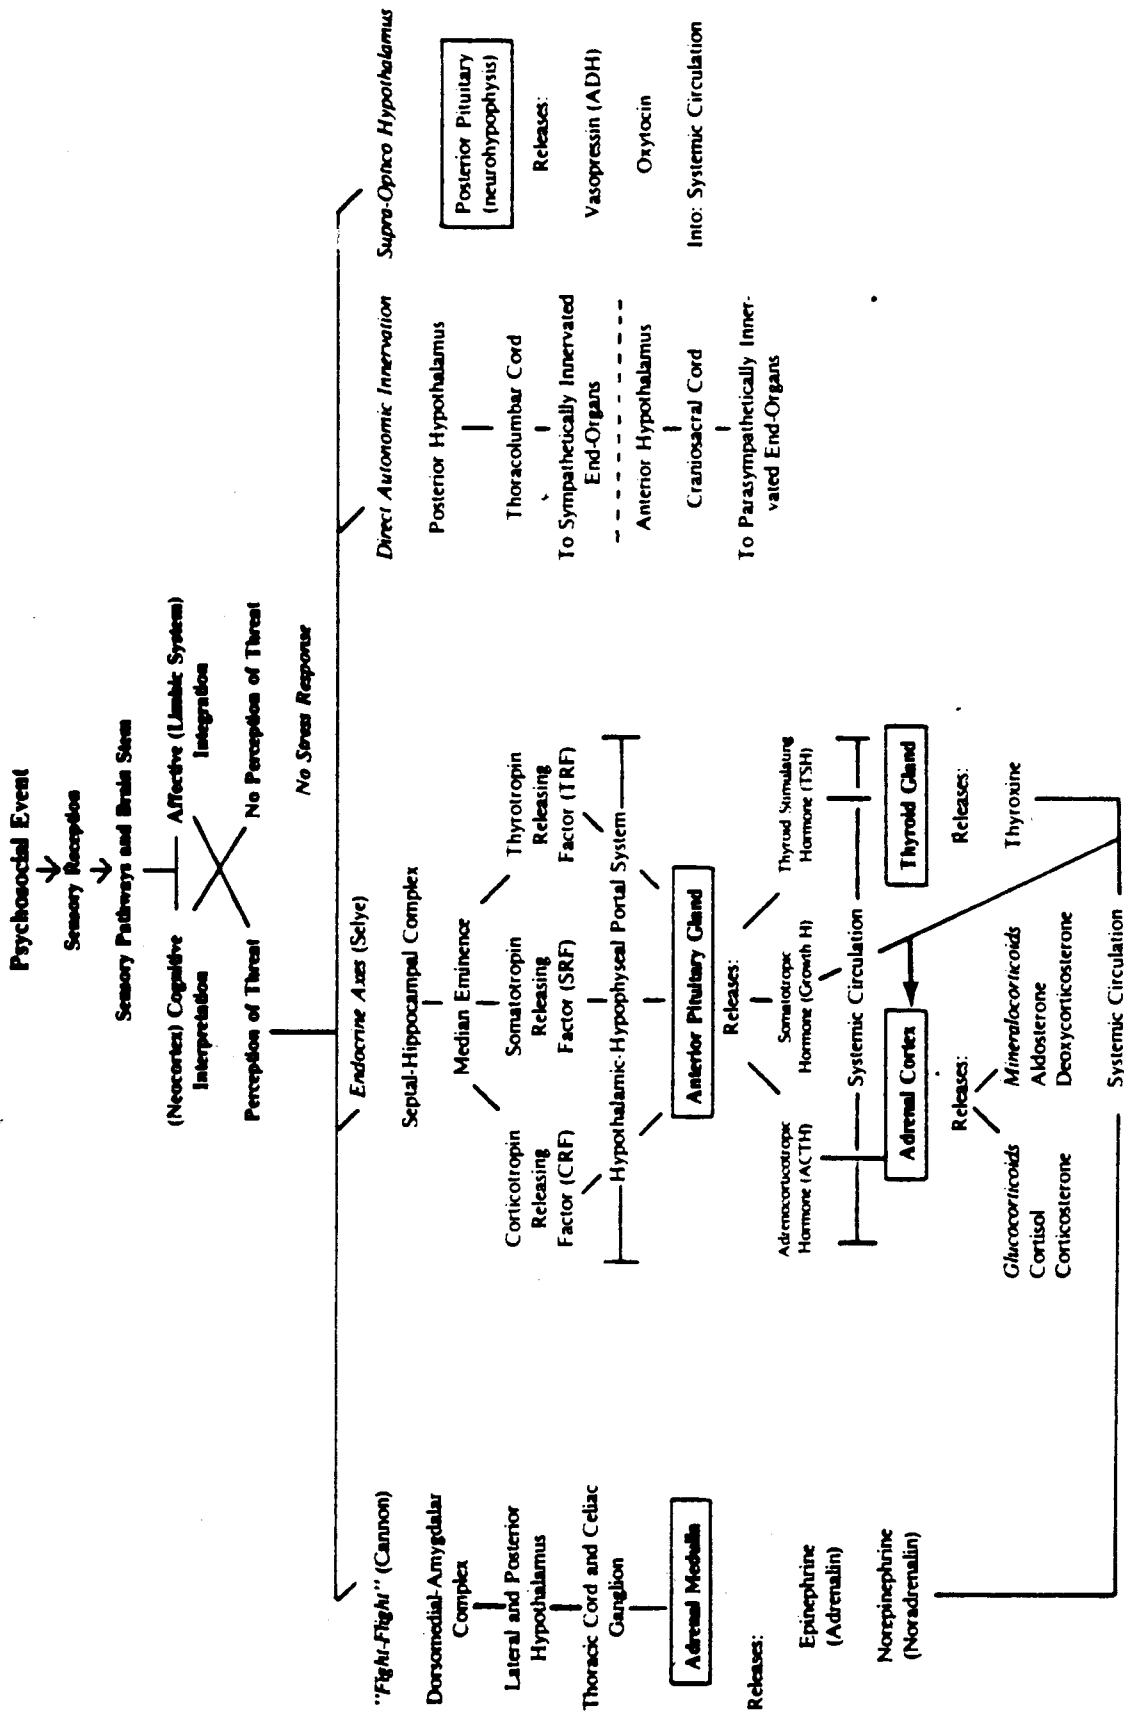 Psychosocial Event
Sensory Reception
Sensory Pathways and Brain Stem
(Neocortex) Cognitive
Interpretation
Affective (Limbic System)
Integration
Perception of Threat
No Perception of Threat
No Stress Response
"Fight-Flight" (Cannon)
Dorsomedial-Amygdalar
Complex
Lateral and Posterior
Hypothalamus
Thoracic Cord and Celiac
Ganglion
Adrenal Medulla
Releases:
Epinephrine
(Adrenalin)
Norepinephrine
(Noradrenalin)
Endocrine Axes (Selye)
Septal-Hippocampal Complex
Median Eminence
Corticotropin
Releasing
Factor (CRF)
Somatotropin
Releasing
Factor (SRF)
Thyrotropin
Releasing
Factor (TRF)
Hypothalamic-Hypophyseal Portal System
Anterior Pituitary Gland
Releases:
Adrenocorticotropic
Hormone (ACTH)
Somatotropic
Hormone (Growth H)
Thyroid Stimulating
Hormone (TSH)
Systemic Circulation
Adrenal Cortex
Releases:
Glucocorticoids
Cortisol
Corticosterone
Mineralocorticoids
Aldosterone
Deoxycorticosterone
Thyroid Gland
Releases:
Thyroxine
Systemic Circulation
Direct Autonomic Innervation
Posterior Hypothalamus
Thoracolumbar Cord
To Sympathetically Innervated
End-Organs
Anterior Hypothalamus
Craniosacral Cord
To Parasympathetically Inner-
vated End-Organs
Supra-Optico Hypothalamus
Posterior Pituitary
(neurohypophysis)
Releases:
Vasopressin (ADH)
Oxytocin
Into: Systemic Circulation